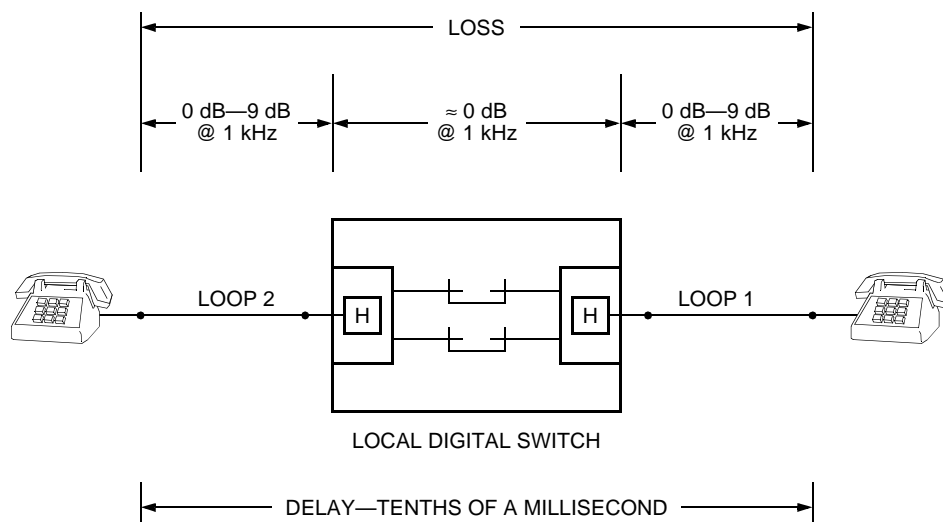 LOSS
0 dB—9 dB
@ 1 kHz
≈ 0 dB
@ 1 kHz
0 dB—9 dB
@ 1 kHz
LOOP 2
H
H
LOOP 1
LOCAL DIGITAL SWITCH
DELAY—TENTHS OF A MILLISECOND